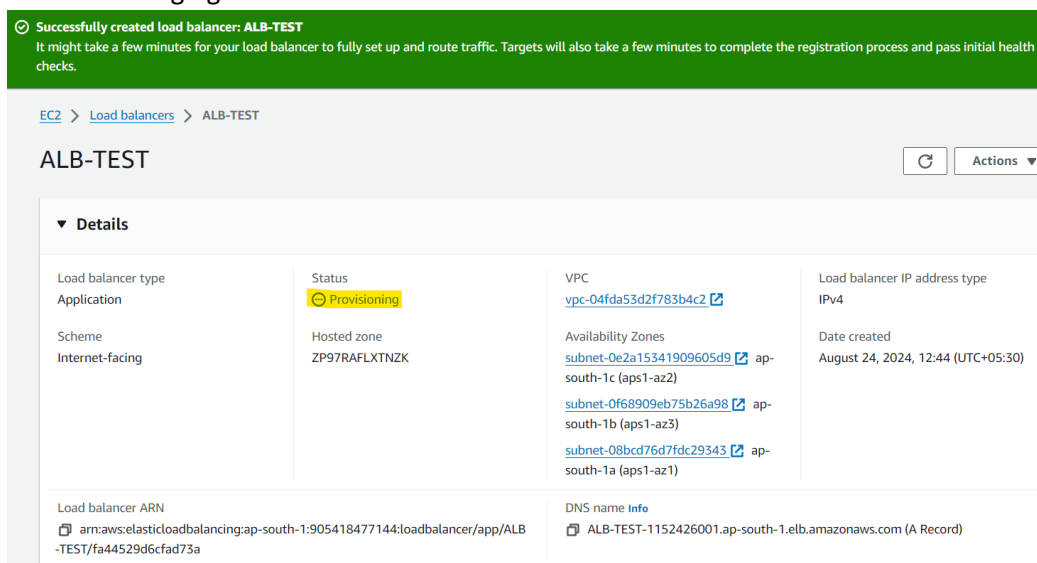 Successfully created load balancer: ALB-TEST
It might take a few minutes for your load balancer to fully set up and route traffic. Targets will also take a few minutes to complete the registration process and pass initial health
checks.
EC2 > Load balancers > ALB-TEST
ALB-TEST
Actions
Details
Load balancer type
Application
Status
Provisioning
VPC
vpc-04fda53d2f783b4c2
Load balancer IP address type
IPv4
Scheme
Internet-facing
Hosted zone
ZP97RAFLXTNZK
Availability Zones
subnet-0e2a15341909605d9 ap-
south-1c (aps1-az2)
subnet-0f68909eb75b26a98 ap-
south-1b (aps1-az3)
subnet-08bcd76d7fdc29343 ap-
south-1a (aps1-az1)
Date created
August 24, 2024, 12:44 (UTC+05:30)
Load balancer ARN
arn:aws:elasticloadbalancing:ap-south-1:905418477144:loadbalancer/app/ALB
-TEST/fa44529d6cfad73a
DNS name Info
ALB-TEST-1152426001.ap-south-1.elb.amazonaws.com (A Record)